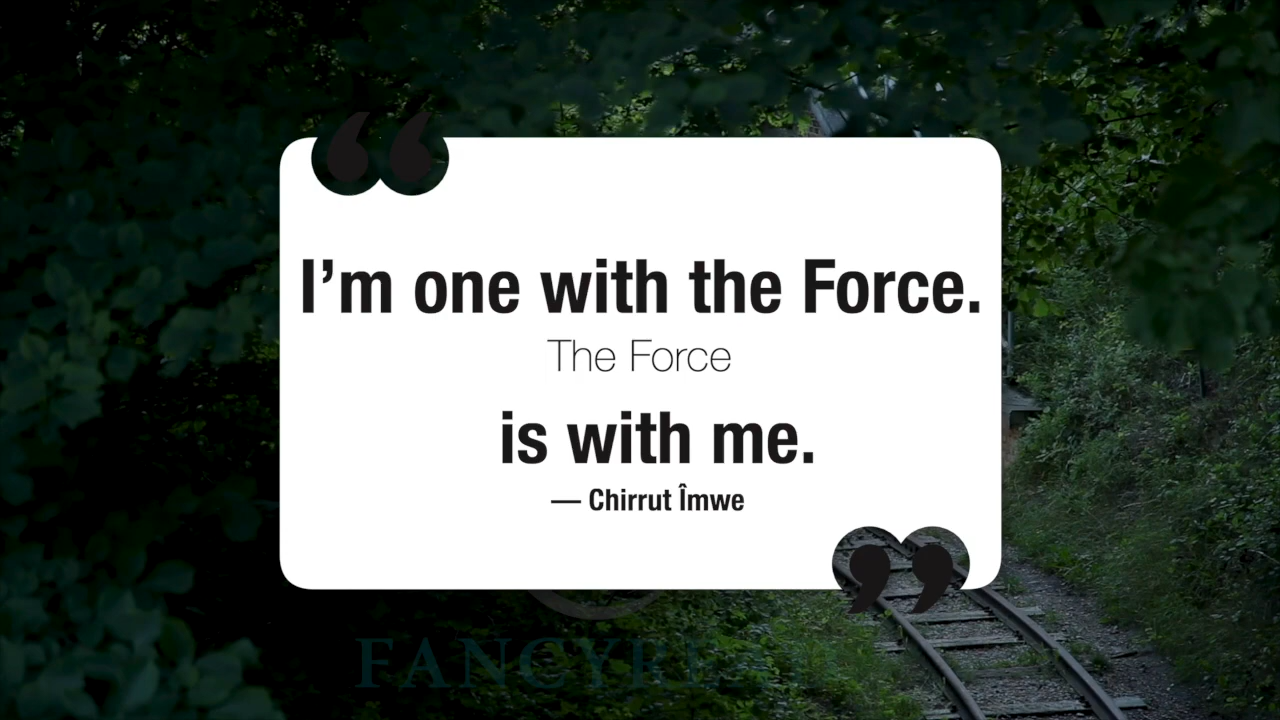 I’m one with the Force.
The Force
is with me.
— Chirrut Îmwe